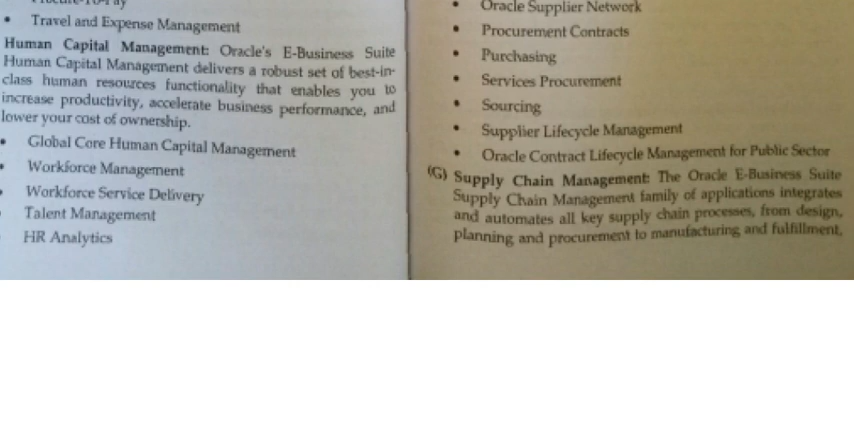 Procure-To-Pay
• Travel and Expense Management
Human Capital Management: Oracle's E-Business Suite
Human Capital Management delivers a robust set of best-in-
class human resources functionality that enables you to
increase productivity, accelerate business performance, and
lower your cost of ownership.
• Global Core Human Capital Management
• Workforce Management
• Workforce Service Delivery
Talent Management
HR Analytics
• Oracle Supplier Network
• Procurement Contracts
• Purchasing
• Services Procurement
• Sourcing
• Supplier Lifecycle Management
• Oracle Contract Lifecycle Management for Public Sector
(G) Supply Chain Management: The Oracle E-Business Suite
Supply Chain Management family of applications integrates
and automates all key supply chain processes, from design,
planning and procurement to manufacturing and fulfillment,